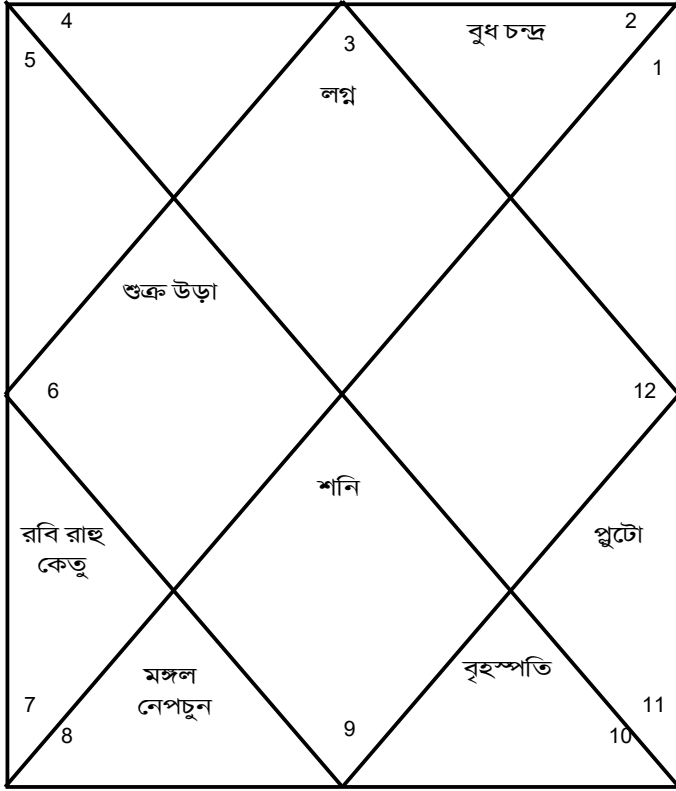 4
3
বুধ চন্দ্র
2
5
1
লগ্ন
শুক্র উড়া
6
12
শনি
রবি রাহু
কেতু
প্লুটো
মঙ্গল
নেপচুন
বৃহস্পতি
7
8
9
10
11